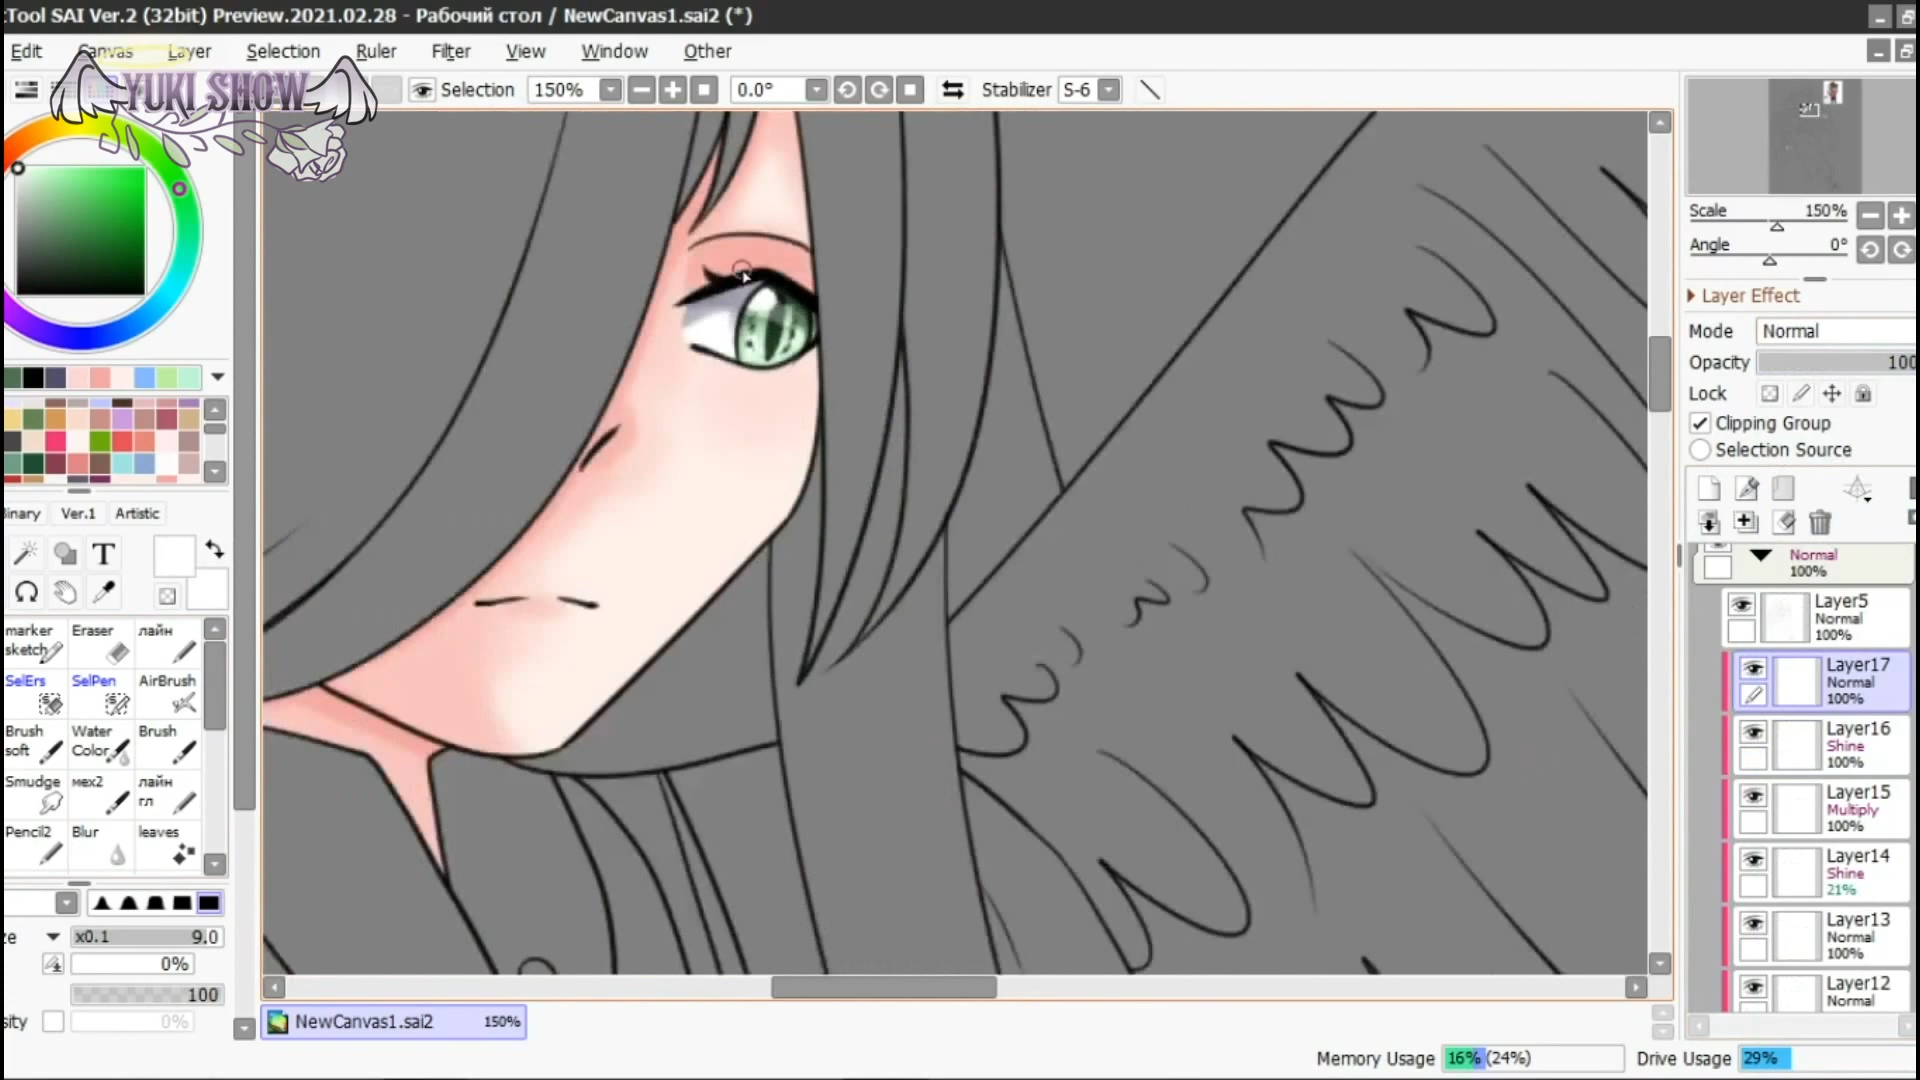 Tool SAI Ver.2 (32bit) Preview.2021.02.28 - Рабочий стол / NewCanvas1.sai2 (*)
Edit Canvas Layer Selection Ruler Filter View Window Other
YUKI SHOW
Selection 150% 0.0° Stabilizer S-6
Scale 150%
Angle 0°
Layer Effect
Mode Normal
Opacity 100
Lock
Clipping Group
Selection Source
Ver.1 Artistic
T
marker sketch Eraser лайн
SelErs SelPen AirBrush
Brush soft Water Color Brush
Smudge мех2 лайн гл
Pencil2 Blur leaves
x0.1 9.0
0%
100
0%
Normal
100%
Layer5
Normal
100%
Layer17
Normal
100%
Layer16
Shine
100%
Layer15
Multiply
100%
Layer14
Shine
21%
Layer13
Normal
100%
Layer12
Normal
NewCanvas1.sai2 150%
Memory Usage 16% (24%) Drive Usage 29%